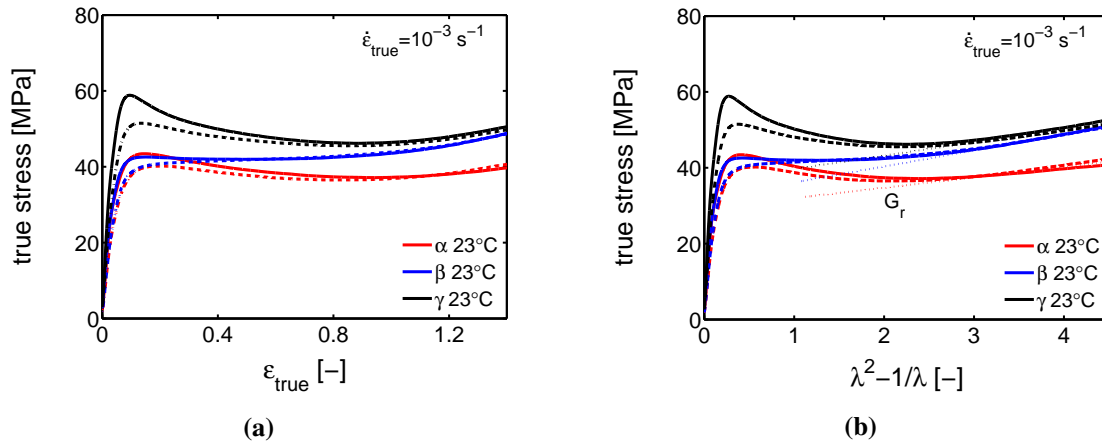 80
60
40
20
0
true stress [MPa]
ε̇true=10−3 s−1
α 23°C
β 23°C
γ 23°C
0 0.4 0.8 1.2
εtrue [−]
(a)
80
60
40
20
0
true stress [MPa]
ε̇true=10−3 s−1
Gr
α 23°C
β 23°C
γ 23°C
0 1 2 3 4
λ2−1/λ [−]
(b)